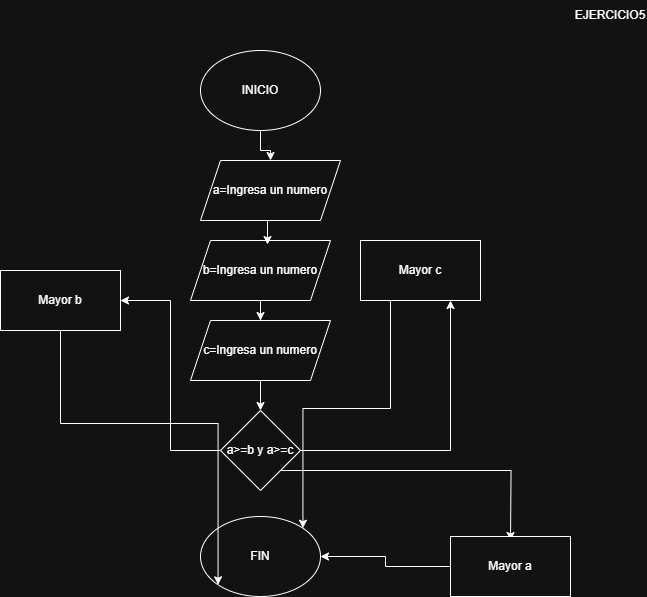 EJERCICIO5
INICIO
a=Ingresa un numero
b=Ingresa un numero
Mayor c
Mayor b
c=Ingresa un numero
a>=b y a>=c
FIN
Mayor a